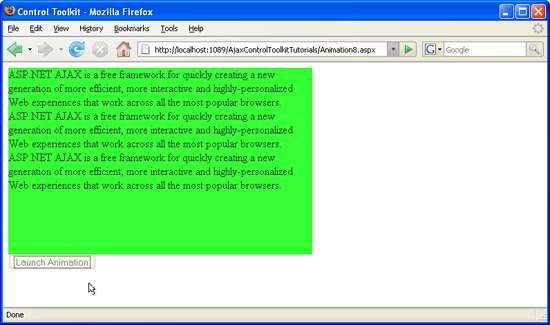 Control Toolkit - Mozilla Firefox
File Edit View History Bookmarks Tools Help
http://localhost:1089/AjaxControlToolkitTutorials/Animation8.aspx
G Google
ASP.NET AJAX is a free framework for quickly creating a new
generation of more efficient, more interactive and highly-personalized
Web experiences that work across all the most popular browsers.
ASP.NET AJAX is a free framework for quickly creating a new
generation of more efficient, more interactive and highly-personalized
Web experiences that work across all the most popular browsers.
ASP.NET AJAX is a free framework for quickly creating a new
generation of more efficient, more interactive and highly-personalized
Web experiences that work across all the most popular browsers.
Launch Animation
Done